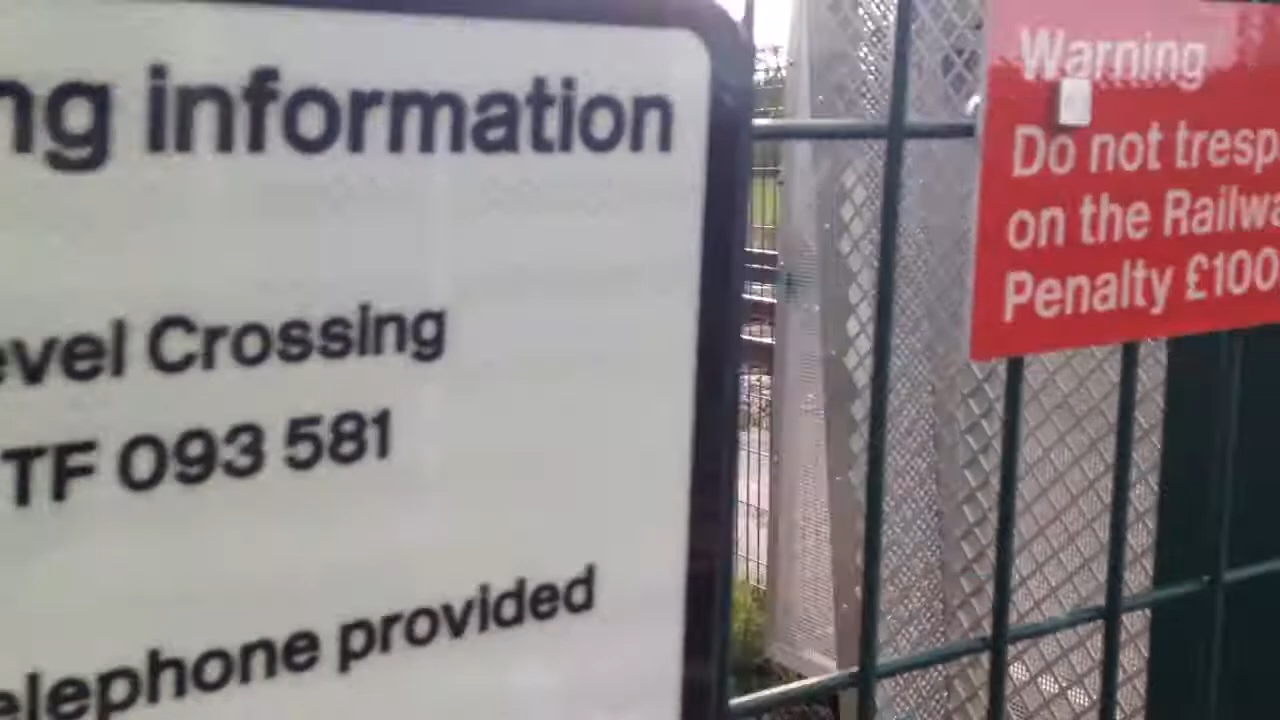 ng information
evel Crossing
TF 093 581
elephone provided
Warning
Do not tresp
on the Railwa
Penalty £100